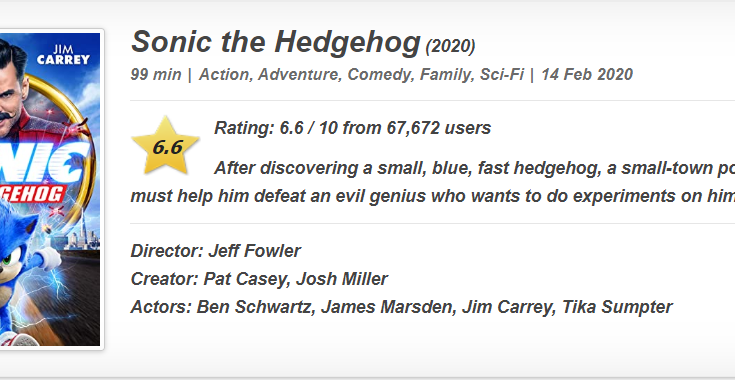 JIM
CARREY
NIC
GEHOG
Sonic the Hedgehog (2020)
99 min | Action, Adventure, Comedy, Family, Sci-Fi | 14 Feb 2020
6.6
Rating: 6.6 / 10 from 67,672 users
After discovering a small, blue, fast hedgehog, a small-town
must help him defeat an evil genius who wants to do experiments on him
Director: Jeff Fowler
Creator: Pat Casey, Josh Miller
Actors: Ben Schwartz, James Marsden, Jim Carrey, Tika Sumpter